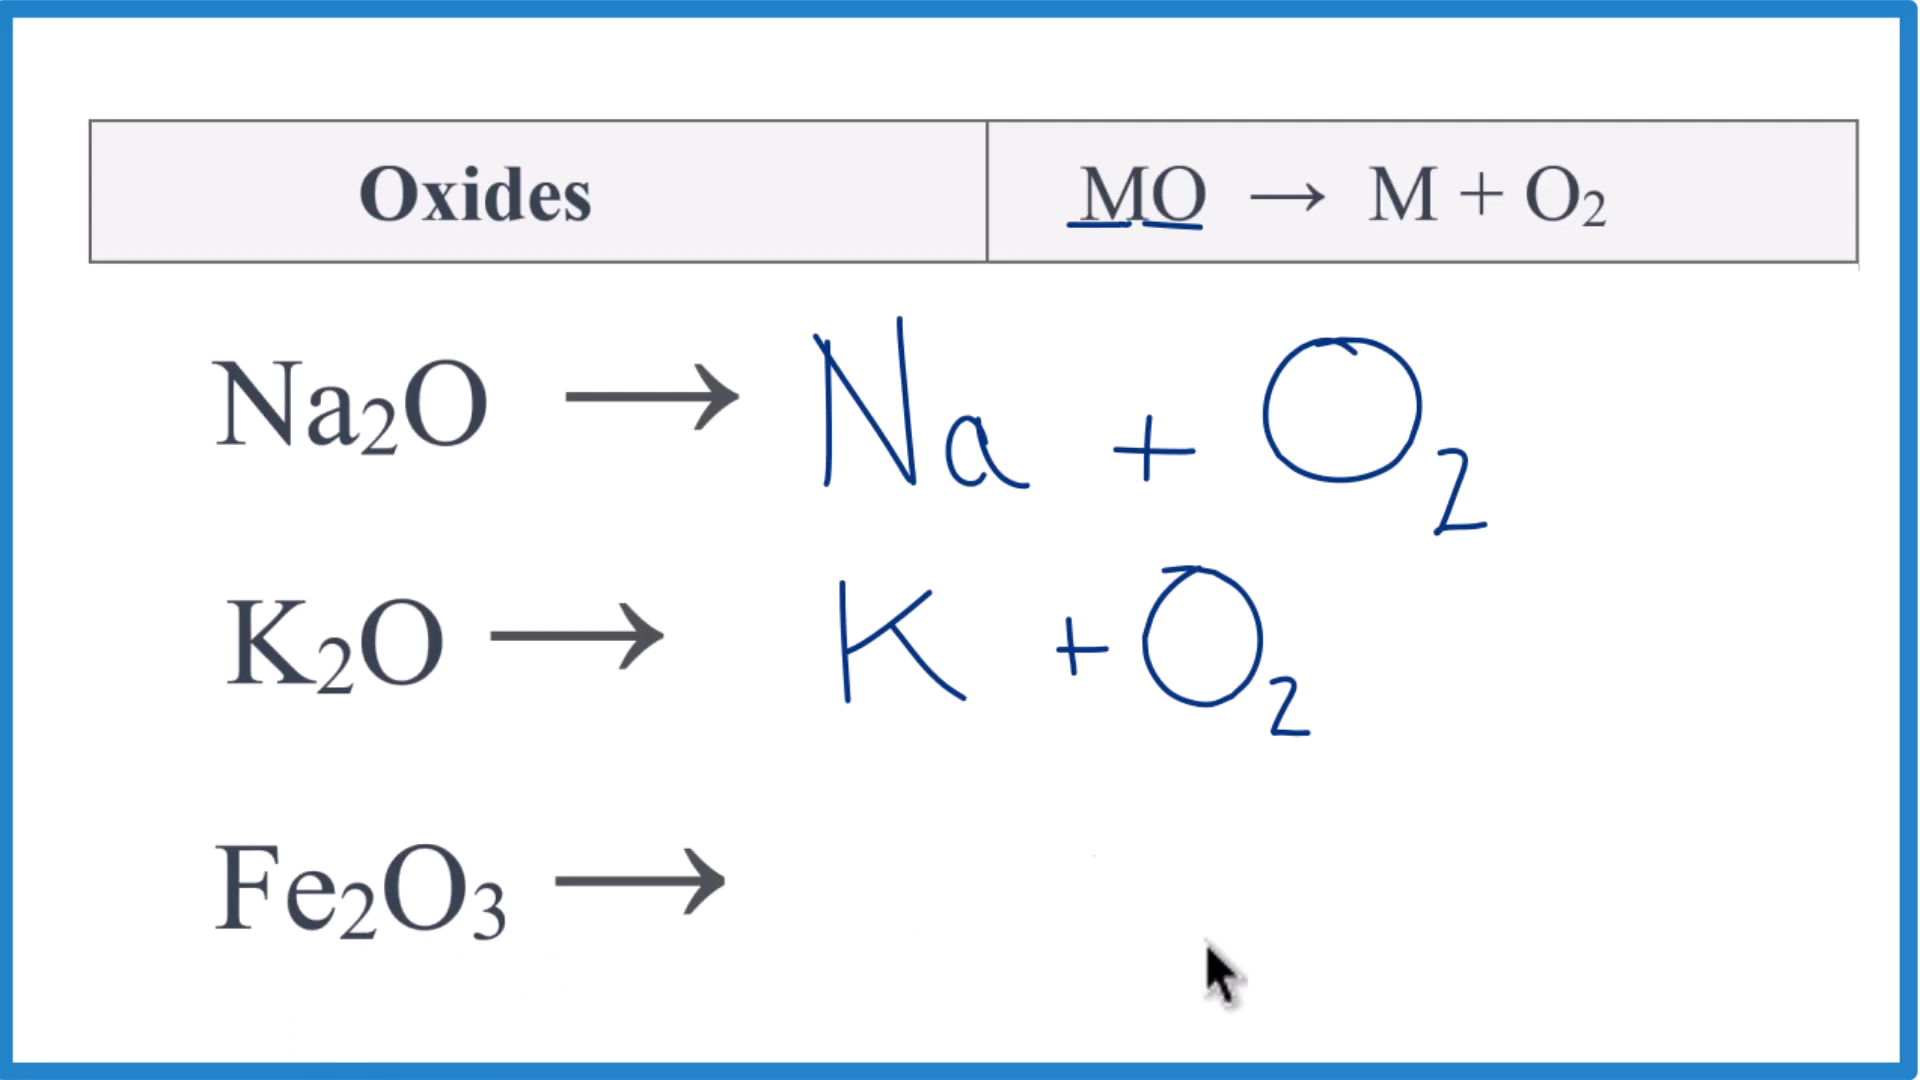 Oxides MO → M + O₂
Na₂O → Na + O₂
K₂O → K + O₂
Fe₂O₃ →